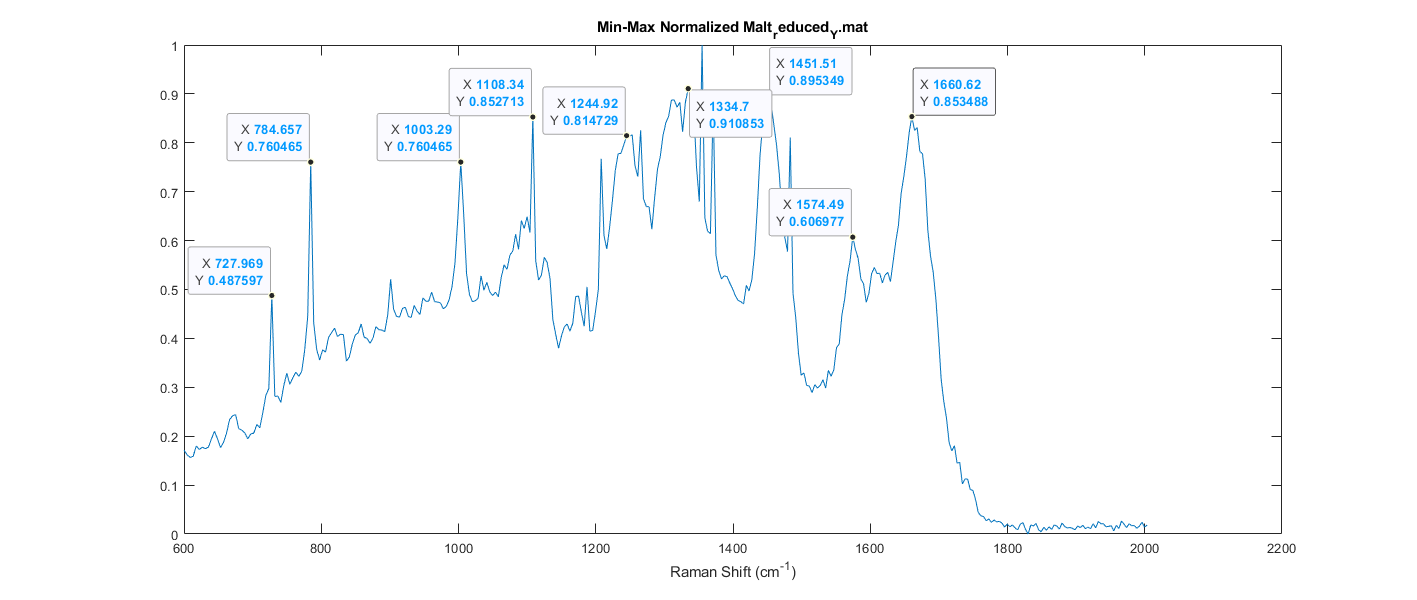 Min-Max Normalized Malt_reduced_Y.mat
X 1451.51
Y 0.895349
X 1108.34
Y 0.852713
X 1660.62
Y 0.853488
X 1244.92
Y 0.814729
X 1334.7
Y 0.910853
X 784.657
Y 0.760465
X 1003.29
Y 0.760465
X 1574.49
Y 0.606977
X 727.969
Y 0.487597
1
0.9
0.8
0.7
0.6
0.5
0.4
0.3
0.2
0.1
0
600 800 1000 1200 1400 1600 1800 2000 2200
Raman Shift (cm⁻¹)